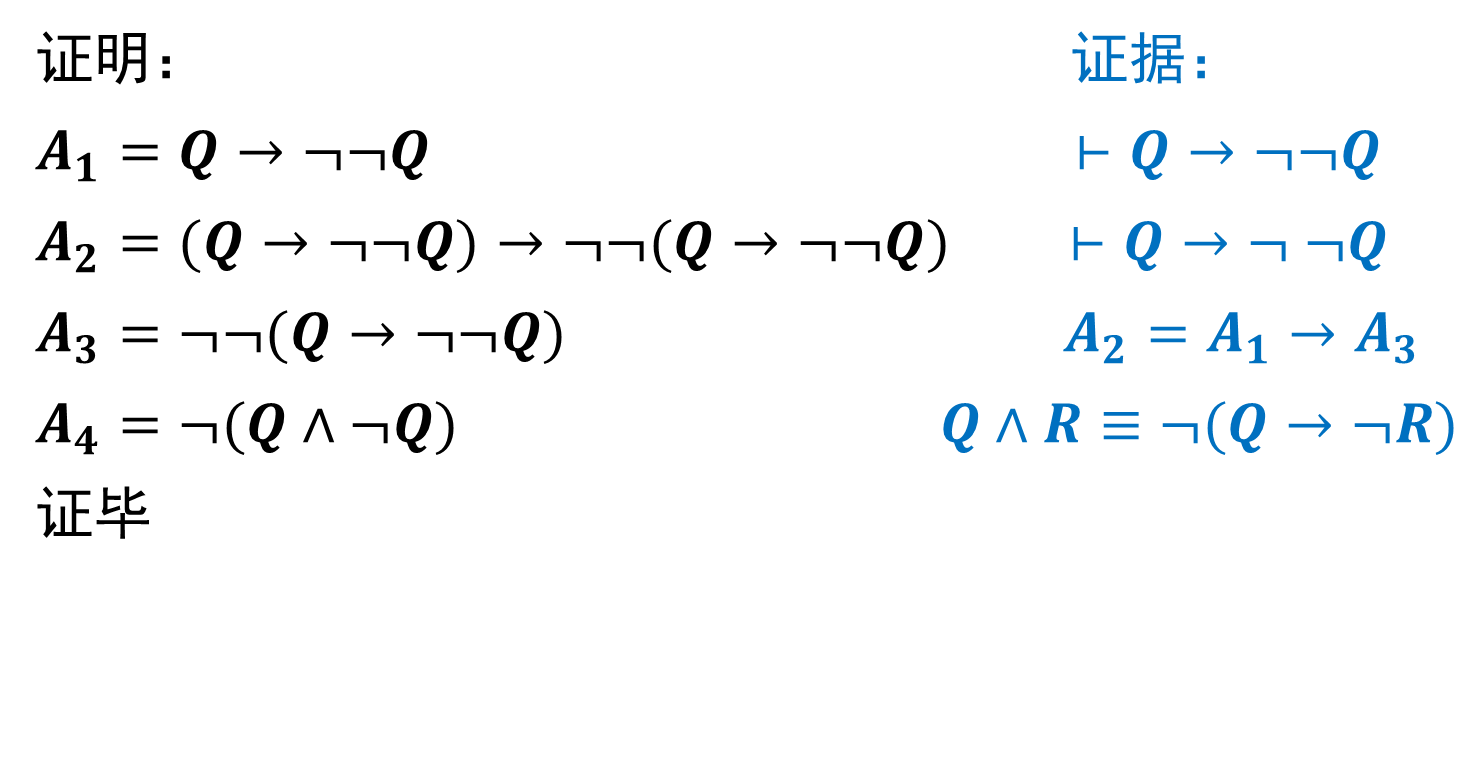 证明： 证据：
A₁ = Q → ¬¬Q ⊢ Q → ¬¬Q
A₂ = (Q → ¬¬Q) → ¬¬(Q → ¬¬Q) ⊢ Q → ¬ ¬Q
A₃ = ¬¬(Q → ¬¬Q) A₂ = A₁ → A₃
A₄ = ¬(Q ∧ ¬Q) Q ∧ R ≡ ¬(Q → ¬R)
证毕